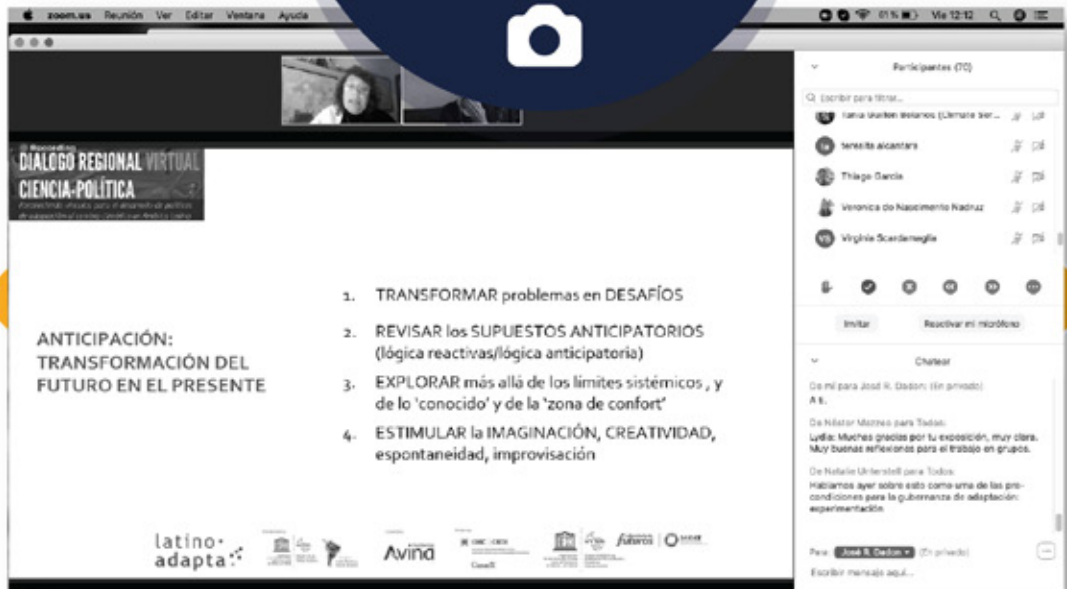 zoom.us Reunión Ver Editar Ventana Ayuda
61% Vie 12:12
Recording
DIALOGO REGIONAL VIRTUAL
CIENCIA-POLÍTICA
ANTICIPACIÓN:
TRANSFORMACIÓN DEL
FUTURO EN EL PRESENTE
1. TRANSFORMAR problemas en DESAFÍOS
2. REVISAR los SUPUESTOS ANTICIPATORIOS
(lógica reactivas/lógica anticipatoria)
3. EXPLORAR más allá de los límites sistémicos , y
de lo 'conocido' y de la 'zona de confort'
4. ESTIMULAR la IMAGINACIÓN, CREATIVIDAD,
espontaneidad, improvisación
latino
adapta
Avina
IDRC · CRDI
Canadá
futuros
Participantes (70)
Escribir para filtrar...
teresita alcantara
Thiago Garcia
Veronica do Nascimento Nadruz
VS Virginia Scardamaglia
Invitar Reactivar mi micrófono
Chatear
De mí para José R. Dadon: (En privado)
A ti.
De Néstor Mazzeo para Todos:
Lydia: Muchas gracias por tu exposición, muy clara.
Muy buenas reflexiones para el trabajo en grupos.
De Natalie Unterstell para Todos:
Hablamos ayer sobre esto como uma de las pre-
condiciones para la gubernanza de adaptación:
experimentación
Para: José R. Dadon (En privado)
Escribir mensaje aquí...